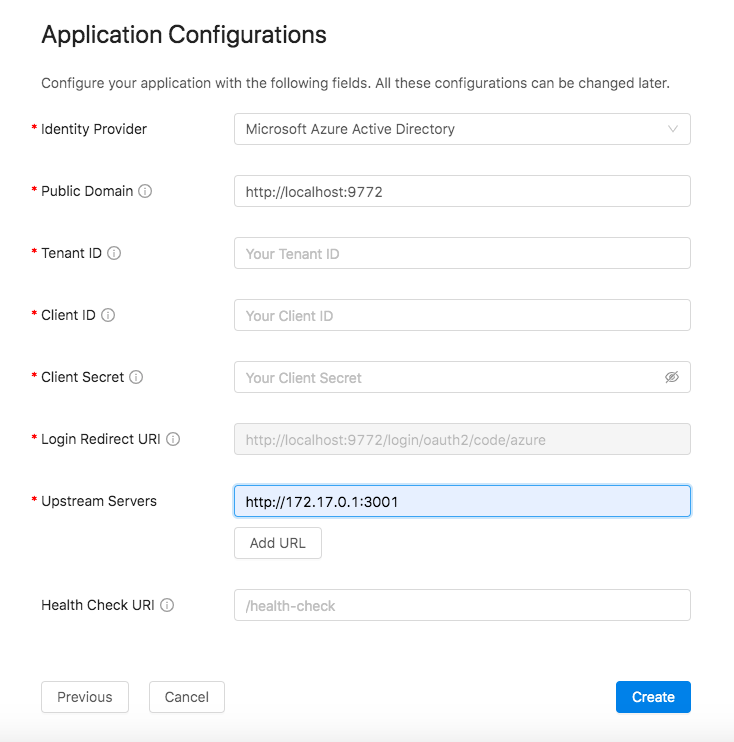 Application Configurations
Configure your application with the following fields. All these configurations can be changed later.
* Identity Provider
Microsoft Azure Active Directory
* Public Domain
http://localhost:9772
* Tenant ID
Your Tenant ID
* Client ID
Your Client ID
* Client Secret
Your Client Secret
* Login Redirect URI
http://localhost:9772/login/oauth2/code/azure
* Upstream Servers
http://172.17.0.1:3001
Add URL
Health Check URI
/health-check
Previous
Cancel
Create